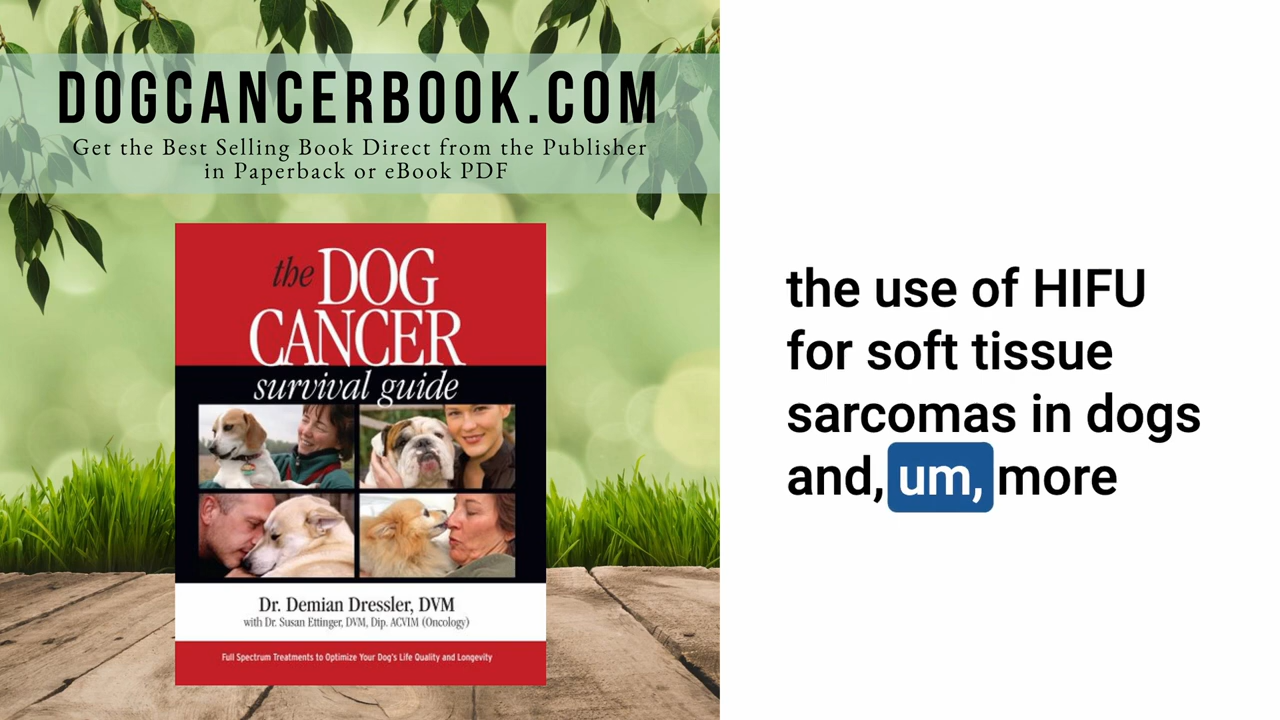 DOGCANCERBOOK.COM
Get the Best Selling Book Direct from the Publisher
in Paperback or eBook PDF
the DOG
CANCER
survival guide
Dr. Demian Dressler, DVM
with Dr. Susan Ettinger, DVM, Dip. ACVIM (Oncology)
Full Spectrum Treatments to Optimize Your Dog's Life Quality and Longevity
the use of HIFU
for soft tissue
sarcomas in dogs
and, um, more